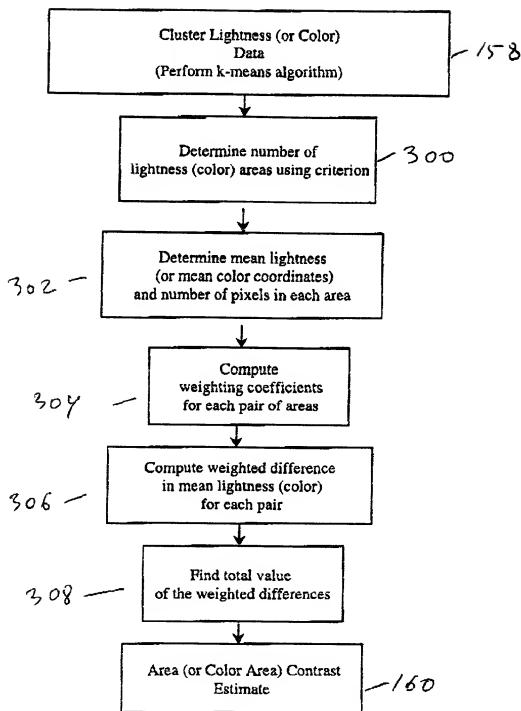 Cluster Lightness (or Color)
Data
(Perform k-means algorithm)
158
Determine number of
lightness (color) areas using criterion
300
Determine mean lightness
(or mean color coordinates)
and number of pixels in each area
302
Compute
weighting coefficients
for each pair of areas
304
Compute weighted difference
in mean lightness (color)
for each pair
306
Find total value
of the weighted differences
308
Area (or Color Area) Contrast
Estimate
160